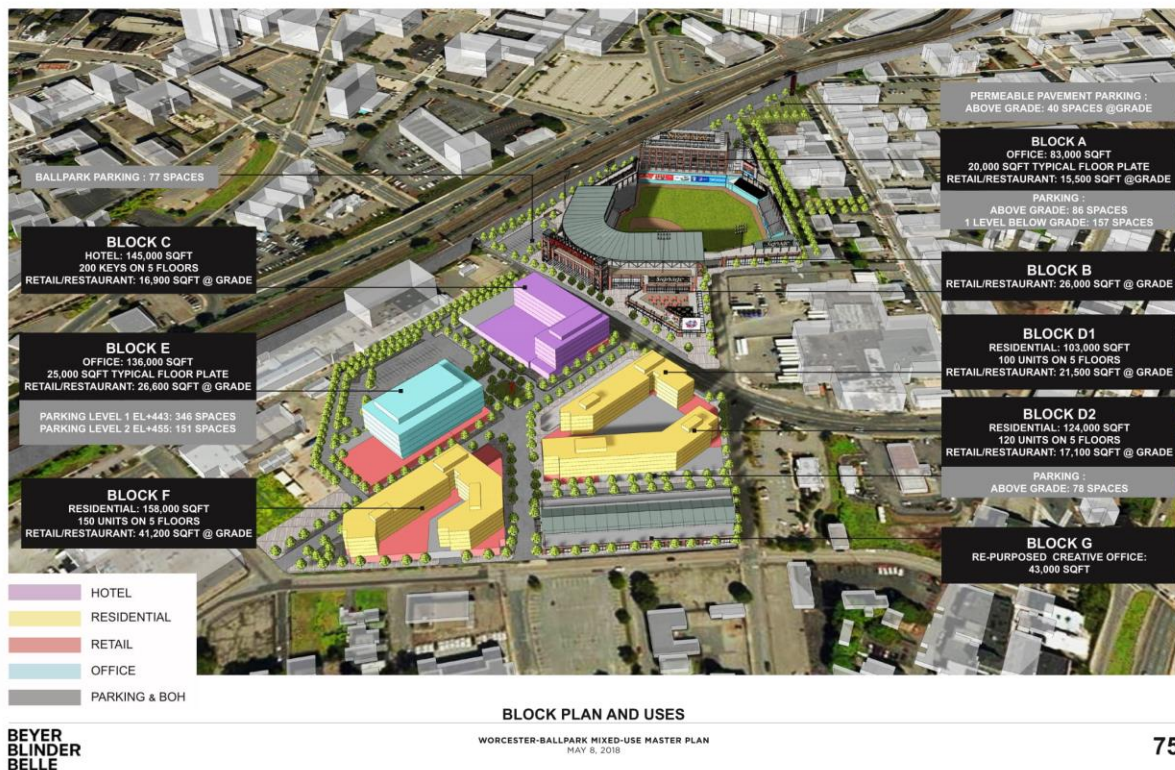 BALLPARK PARKING : 77 SPACES
BLOCK C
HOTEL: 145,000 SQFT
200 KEYS ON 5 FLOORS
RETAIL/RESTAURANT: 16,900 SQFT @ GRADE
BLOCK E
OFFICE: 136,000 SQFT
25,000 SQFT TYPICAL FLOOR PLATE
RETAIL/RESTAURANT: 26,600 SQFT @ GRADE
PARKING LEVEL 1 EL+443: 346 SPACES
PARKING LEVEL 2 EL+455: 151 SPACES
BLOCK F
RESIDENTIAL: 158,000 SQFT
150 UNITS ON 5 FLOORS
RETAIL/RESTAURANT: 41,200 SQFT @ GRADE
PERMEABLE PAVEMENT PARKING :
ABOVE GRADE: 40 SPACES @GRADE
BLOCK A
OFFICE: 83,000 SQFT
20,000 SQFT TYPICAL FLOOR PLATE
RETAIL/RESTAURANT: 15,500 SQFT @GRADE
PARKING :
ABOVE GRADE: 86 SPACES
1 LEVEL BELOW GRADE: 157 SPACES
BLOCK B
RETAIL/RESTAURANT: 26,000 SQFT @GRADE
BLOCK D1
RESIDENTIAL: 103,000 SQFT
100 UNITS ON 5 FLOORS
RETAIL/RESTAURANT: 21,500 SQFT @GRADE
BLOCK D2
RESIDENTIAL: 124,000 SQFT
120 UNITS ON 5 FLOORS
RETAIL/RESTAURANT: 17,100 SQFT @ GRADE
PARKING :
ABOVE GRADE: 78 SPACES
BLOCK G
RE-PURPOSED CREATIVE OFFICE:
43,000 SQFT
HOTEL
RESIDENTIAL
RETAIL
OFFICE
PARKING & BOH
BLOCK PLAN AND USES
BEYER
BLINDER
BELLE
WORCESTER-BALLPARK MIXED-USE MASTER PLAN
MAY 8, 2018
75